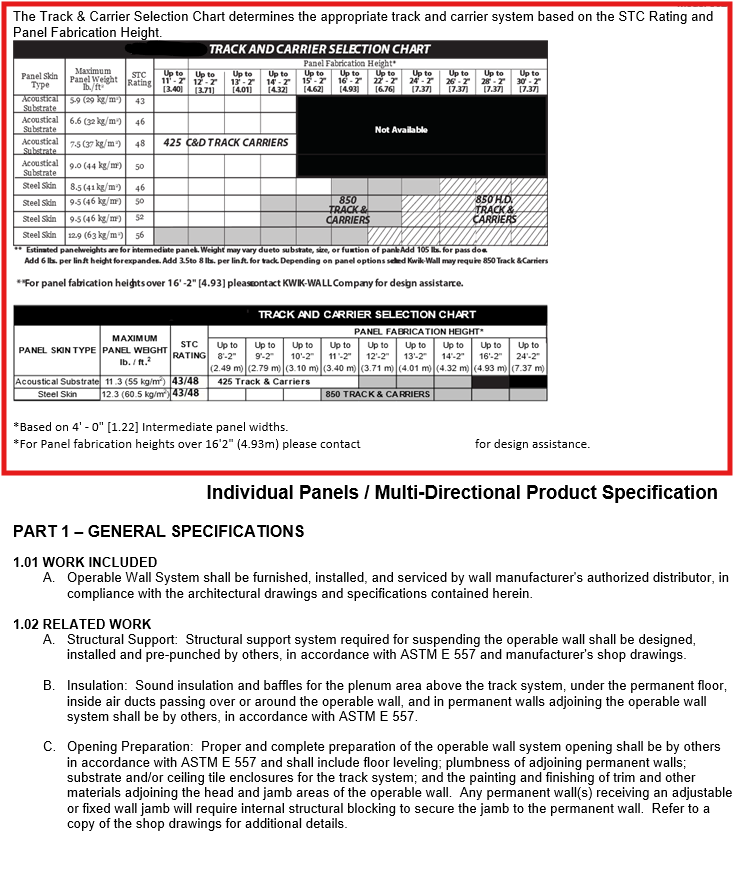 The Track & Carrier Selection Chart determines the appropriate track and carrier system based on the STC Rating and
Panel Fabrication Height.
TRACK AND CARRIER SELECTION CHART
Panel Skin Type Maximum Panel Weight lb./ft² STC Rating Panel Fabrication Height*
Up to 11' - 2" [3.40] Up to 12' - 2" [3.71] Up to 13' - 2" [4.01] Up to 14' - 2" [4.32] Up to 15' - 2" [4.62] Up to 16' - 2" [4.93] Up to 22' - 2" [6.76] Up to 24' - 2" [7.37] Up to 26' - 2" [7.37] Up to 28' - 2" [7.37] Up to 30' - 2" [7.37]
Acoustical Substrate 5.9 (29 kg/m²) 43
Acoustical Substrate 6.6 (32 kg/m²) 46 Not Available
Acoustical Substrate 7.5 (37 kg/m²) 48 425 C&D TRACK CARRIERS
Acoustical Substrate 9.0 (44 kg/m²) 50
Steel Skin 8.5 (41 kg/m²) 46
Steel Skin 9.5 (46 kg/m²) 50 850 TRACK & CARRIERS 850 H.D. TRACK & CARRIERS
Steel Skin 9.5 (46 kg/m²) 52
Steel Skin 12.9 (63 kg/m²) 56
** Estimated panelweights are for intermediate panel. Weight may vary dueto substrate, size, or fuction of panel. Add 105 lbs. for pass door.
Add 6 lbs. per lin.ft height for expandes. Add 3.5to 8 lbs. per lin.ft. for track. Depending on panel options seleted Kwik-Wall may require 850 Track & Carriers
**For panel fabrication heights over 16' -2" [4.93] please contact KWIK-WALL Company for design assistance.
TRACK AND CARRIER SELECTION CHART
PANEL SKIN TYPE MAXIMUM PANEL WEIGHT lb. / ft.² STC RATING PANEL FABRICATION HEIGHT*
Up to 8'-2" (2.49 m) Up to 9'-2" (2.79 m) Up to 10'-2" (3.10 m) Up to 11'-2" (3.40 m) Up to 12'-2" (3.71 m) Up to 13'-2" (4.01 m) Up to 14'-2" (4.32 m) Up to 16'-2" (4.93 m) Up to 24'-2" (7.37 m)
Acoustical Substrate 11.3 (55 kg/m²) 43/48 425 Track & Carriers
Steel Skin 12.3 (60.5 kg/m²) 43/48 850 TRACK & CARRIERS
*Based on 4' - 0" [1.22] Intermediate panel widths.
*For Panel fabrication heights over 16'2" (4.93m) please contact for design assistance.
Individual Panels / Multi-Directional Product Specification
PART 1 – GENERAL SPECIFICATIONS
1.01 WORK INCLUDED
A. Operable Wall System shall be furnished, installed, and serviced by wall manufacturer's authorized distributor, in
compliance with the architectural drawings and specifications contained herein.
1.02 RELATED WORK
A. Structural Support: Structural support system required for suspending the operable wall shall be designed,
installed and pre-punched by others, in accordance with ASTM E 557 and manufacturer's shop drawings.
B. Insulation: Sound insulation and baffles for the plenum area above the track system, under the permanent floor,
inside air ducts passing over or around the operable wall, and in permanent walls adjoining the operable wall
system shall be by others, in accordance with ASTM E 557.
C. Opening Preparation: Proper and complete preparation of the operable wall system opening shall be by others
in accordance with ASTM E 557 and shall include floor leveling; plumbness of adjoining permanent walls;
substrate and/or ceiling tile enclosures for the track system; and the painting and finishing of trim and other
materials adjoining the head and jamb areas of the operable wall. Any permanent wall(s) receiving an adjustable
or fixed wall jamb will require internal structural blocking to secure the jamb to the permanent wall. Refer to a
copy of the shop drawings for additional details.